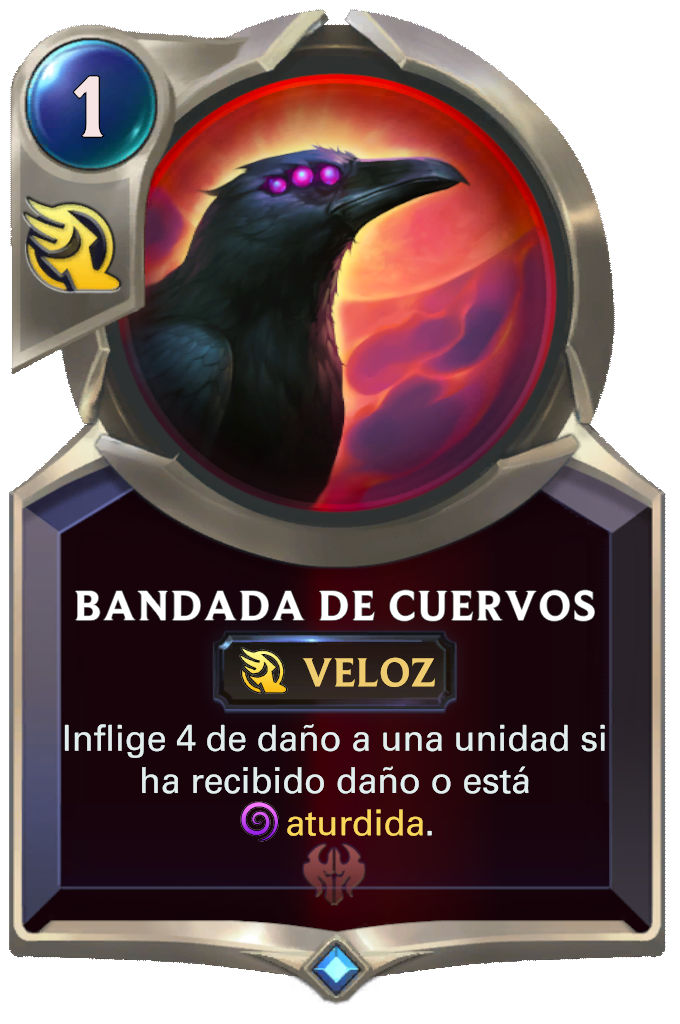 1
BANDADA DE CUERVOS
VELOZ
Inflige 4 de daño a una unidad si
ha recibido daño o está
aturdida.